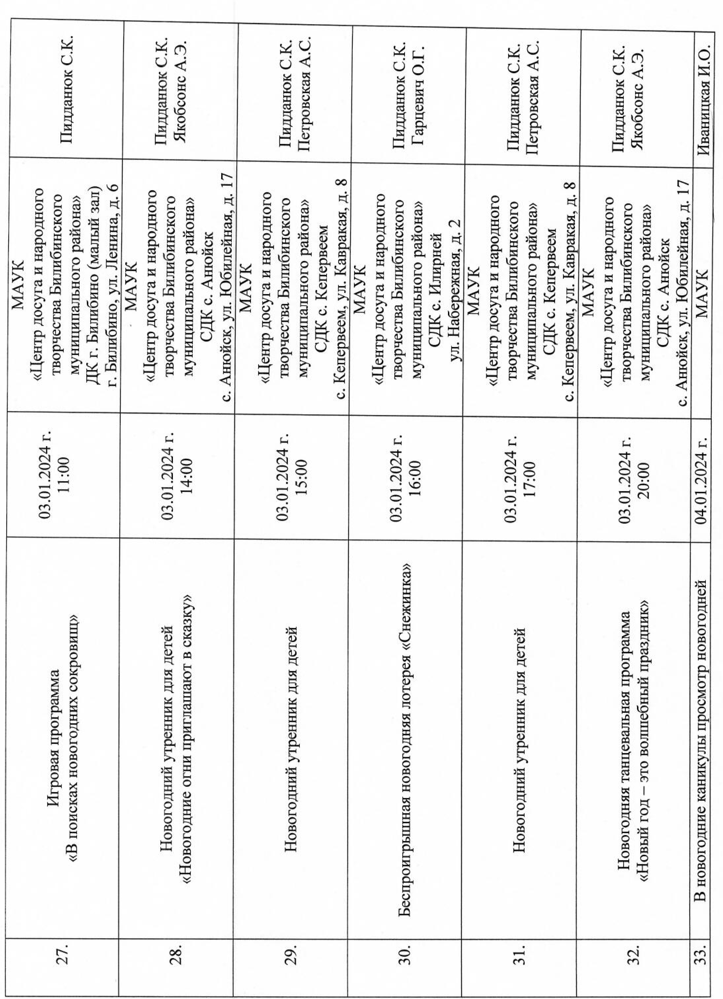 27.
Игровая программа
«В поисках новогодних сокровищ»
03.01.2024 г.
11:00
МАУК
«Центр досуга и народного
творчества Билибинского
муниципального района»
ДК г. Билибино (малый зал)
г. Билибино, ул. Ленина, д. 6
Пидданюк С.К.
28.
Новогодний утренник для детей
«Новогодние огни приглашают в сказку»
03.01.2024 г.
14:00
МАУК
«Центр досуга и народного
творчества Билибинского
муниципального района»
СДК с. Анюйск
с. Анюйск, ул. Юбилейная, д. 17
Пидданюк С.К.
Якобсонс А.Э.
29.
Новогодний утренник для детей
03.01.2024 г.
15:00
МАУК
«Центр досуга и народного
творчества Билибинского
муниципального района»
СДК с. Кепервеем
с. Кепервеем, ул. Кавракая, д. 8
Пидданюк С.К.
Петровская А.С.
30.
Беспроигрышная новогодняя лотерея «Снежинка»
03.01.2024 г.
16:00
МАУК
«Центр досуга и народного
творчества Билибинского
муниципального района»
СДК с. Илирней
ул. Набережная, д. 2
Пидданюк С.К.
Гарцевич О.Г.
31.
Новогодний утренник для детей
03.01.2024 г.
17:00
МАУК
«Центр досуга и народного
творчества Билибинского
муниципального района»
СДК с. Кепервеем
с. Кепервеем, ул. Кавракая, д. 8
Пидданюк С.К.
Петровская А.С.
32.
Новогодняя танцевальная программа
«Новый год – это волшебный праздник»
03.01.2024 г.
20:00
МАУК
«Центр досуга и народного
творчества Билибинского
муниципального района»
СДК с. Анюйск
с. Анюйск, ул. Юбилейная, д. 17
Пидданюк С.К.
Якобсонс А.Э.
33.
В новогодние каникулы просмотр новогодней
04.01.2024 г.
МАУК
Иваницкая И.О.